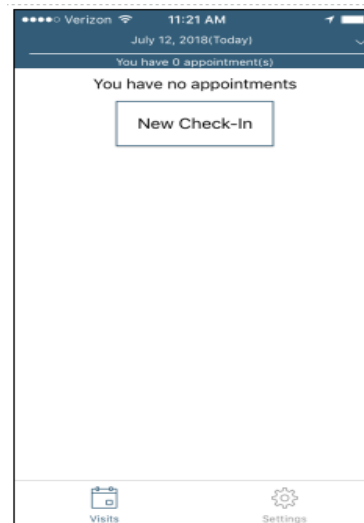 Verizon 11:21 AM
July 12, 2018(Today)
You have 0 appointment(s)
You have no appointments
New Check-In
Visits Settings